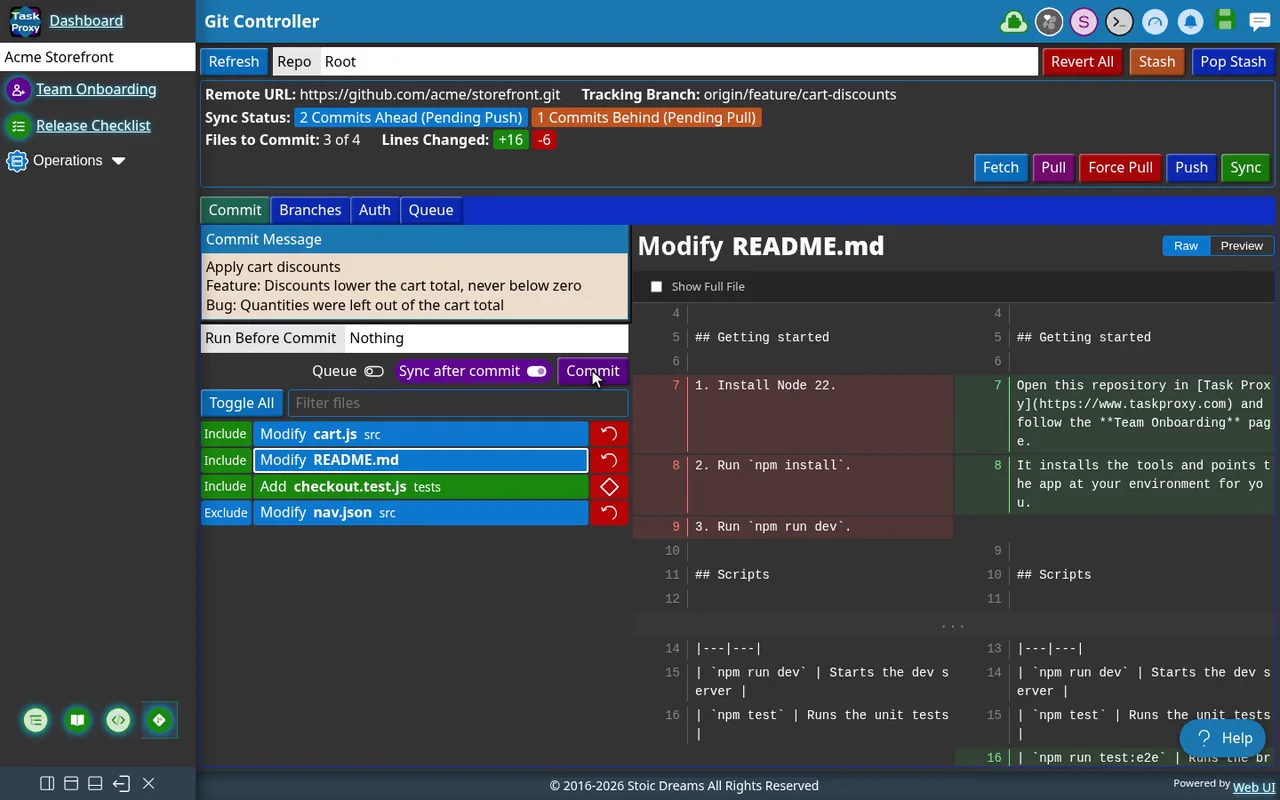 Task Proxy
Dashboard
Git Controller
S
Acme Storefront
Team Onboarding
Release Checklist
Operations
Refresh
Repo
Root
Revert All
Stash
Pop Stash
Remote URL: https://github.com/acme/storefront.git Tracking Branch: origin/feature/cart-discounts
Sync Status: 2 Commits Ahead (Pending Push) 1 Commits Behind (Pending Pull)
Files to Commit: 3 of 4 Lines Changed: +16 -6
Fetch
Pull
Force Pull
Push
Sync
Commit
Branches
Auth
Queue
Commit Message
Apply cart discounts
Feature: Discounts lower the cart total, never below zero
Bug: Quantities were left out of the cart total
Run Before Commit
Nothing
Queue
Sync after commit
Commit
Toggle All
Filter files
Include Modify cart.js src
Include Modify README.md
Include Add checkout.test.js tests
Exclude Modify nav.json src
Modify README.md
Raw
Preview
Show Full File
4 4
5 ## Getting started 5 ## Getting started
6 6
7 1. Install Node 22. 7 Open this repository in [Task Prox
y](https://www.taskproxy.com) and
follow the **Team Onboarding** pag
e.
8 2. Run `npm install`. 8 It installs the tools and points t
he app at your environment for yo
u.
9 3. Run `npm run dev`.
10 9
11 ## Scripts 10 ## Scripts
12 11
...
14 |---|---| 13 |---|---|
15 | `npm run dev` | Starts the dev s 14 | `npm run dev` | Starts the dev s
erver | erver |
16 | `npm test` | Runs the unit tests 15 | `npm test` | Runs the unit tests
| |
16 | `npm run test:e2e` | Runs the br
Help
© 2016-2026 Stoic Dreams All Rights Reserved
Powered by Web UI